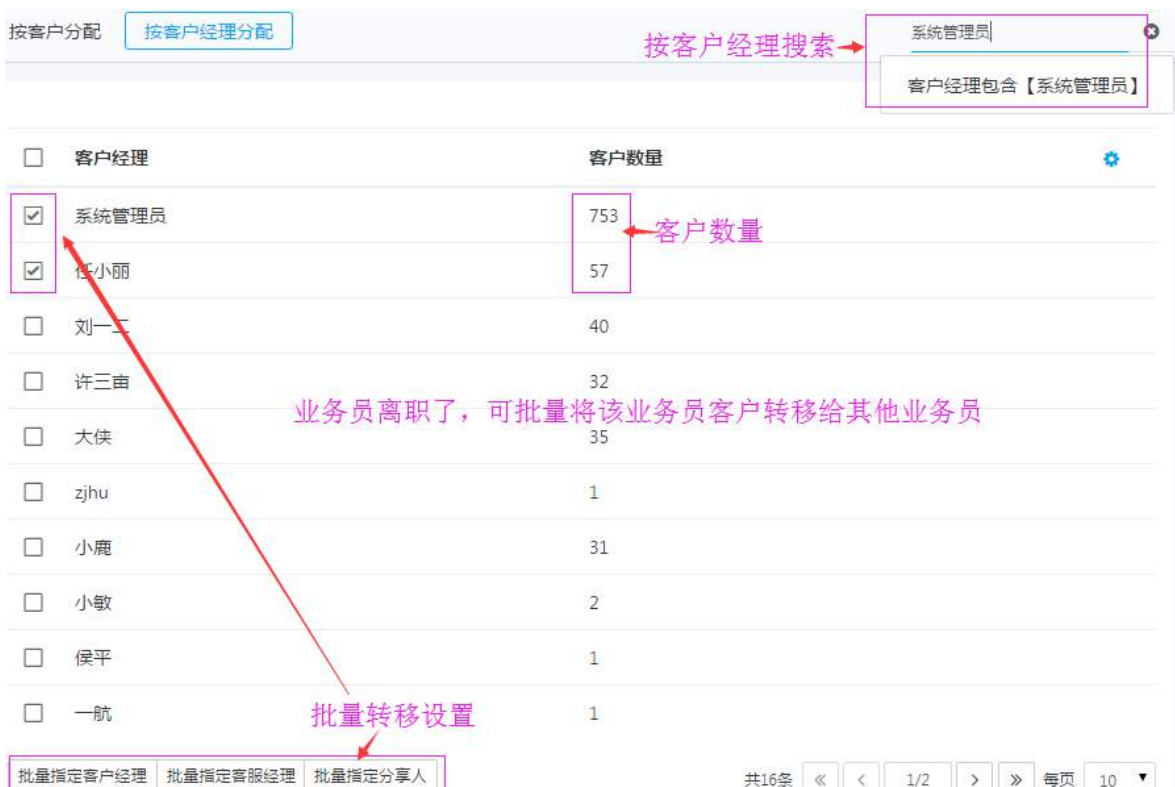 按客户分配 按客户经理分配 按客户经理搜索 系统管理员
客户经理包含【系统管理员】
客户经理 客户数量
系统管理员 753
客户数量
任小丽 57
刘一二 40
许三亩 32
业务员离职了，可批量将该业务员客户转移给其他业务员
大侠 35
zjhu 1
小鹿 31
小敏 2
侯平 1
一航 1
批量转移设置
批量指定客户经理 批量指定客服经理 批量指定分享人 共16条 « < 1/2 > » 每页 10